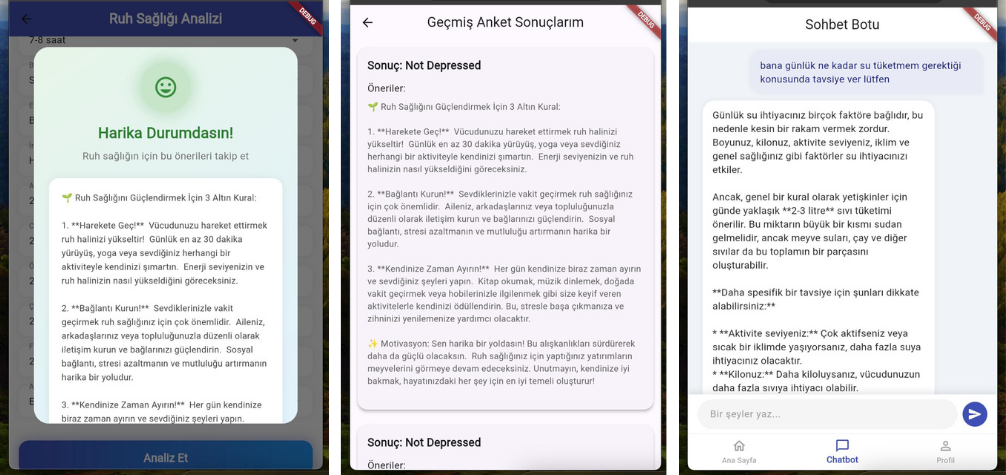 Ruh Sağlığı Analizi
DEBUG
7-8 saat
Harika Durumdasın!
Ruh sağlığın için bu önerileri takip et
🌱 Ruh Sağlığını Güçlendirmek İçin 3 Altın Kural:
1. **Harekete Geç!** Vücudunuzu hareket ettirmek
ruh halinizi yükseltir! Günlük en az 30 dakika
yürüyüş, yoga veya sevdiğiniz herhangi bir
aktiviteyle kendinizi şımartın. Enerji seviyenizin ve
ruh halinizin nasıl yükseldiğini göreceksiniz.
2. **Bağlantı Kurun!** Sevdiklerinizle vakit
geçirmek ruh sağlığınız için çok önemlidir. Aileniz,
arkadaşlarınız veya topluluğunuzla düzenli olarak
iletişim kurun ve bağlarınızı güçlendirin. Sosyal
bağlantı, stresi azaltmanın ve mutluluğu artırmanın
harika bir yoludur.
3. **Kendinize Zaman Ayırın!** Her gün kendinize
biraz zaman ayırın ve sevdiğiniz şeyleri yapın.
Analiz Et
Geçmiş Anket Sonuçlarım
DEBUG
Sonuç: Not Depressed
Öneriler:
🌱 Ruh Sağlığını Güçlendirmek İçin 3 Altın Kural:
1. **Harekete Geç!** Vücudunuzu hareket ettirmek ruh halinizi
yükseltir! Günlük en az 30 dakika yürüyüş, yoga veya sevdiğiniz
herhangi bir aktiviteyle kendinizi şımartın. Enerji seviyenizin ve ruh
halinizin nasıl yükseldiğini göreceksiniz.
2. **Bağlantı Kurun!** Sevdiklerinizle vakit geçirmek ruh sağlığınız
için çok önemlidir. Aileniz, arkadaşlarınız veya topluluğunuzla
düzenli olarak iletişim kurun ve bağlarınızı güçlendirin. Sosyal
bağlantı, stresi azaltmanın ve mutluluğu artırmanın harika bir
yoludur.
3. **Kendinize Zaman Ayırın!** Her gün kendinize biraz zaman ayırın
ve sevdiğiniz şeyleri yapın. Kitap okumak, müzik dinlemek, doğada
vakit geçirmek veya hobilerinizle ilgilenmek gibi size keyif veren
aktivitelerle kendinizi ödüllendirin. Bu, stresle başa çıkmanıza ve
zihninizi yenilemenize yardımcı olacaktır.
✨ Motivasyon: Sen harika bir yoldasın! Bu alışkanlıkları sürdürerek
daha da güçlü olacaksın. Ruh sağlığınız için yaptığınız yatırımların
meyvelerini görmeye devam edeceksiniz. Unutmayın, kendinize iyi
bakmak, hayatınızdaki her şey için en iyi temeli oluşturur!
Sonuç: Not Depressed
Öneriler:
Sohbet Botu
DEBUG
bana günlük ne kadar su tüketmem gerektiği
konusunda tavsiye ver lütfen
Günlük su ihtiyacınız birçok faktöre bağlıdır, bu
nedenle kesin bir rakam vermek zordur.
Boyunuz, kilonuz, aktivite seviyeniz, iklim ve
genel sağlığınız gibi faktörler su ihtiyacınızı
etkiler.
Ancak, genel bir kural olarak yetişkinler için
günde yaklaşık **2-3 litre** sıvı tüketimi
önerilir. Bu miktarın büyük bir kısmı sudan
gelmelidir, ancak meyve suları, çay ve diğer
sıvılar da bu toplamın bir parçasını
oluşturabilir.
**Daha spesifik bir tavsiye için şunları dikkate
alabilirsiniz:**
* **Aktivite seviyeniz:** Çok aktifseniz veya
sıcak bir iklimde yaşıyorsanız, daha fazla suya
ihtiyacınız olacaktır.
* **Kilonuz:** Daha kiloluysanız, vücudunuzun
daha fazla sıvıya ihtiyacı olabilir.
Bir şeyler yaz...
Ana Sayfa
Chatbot
Profil